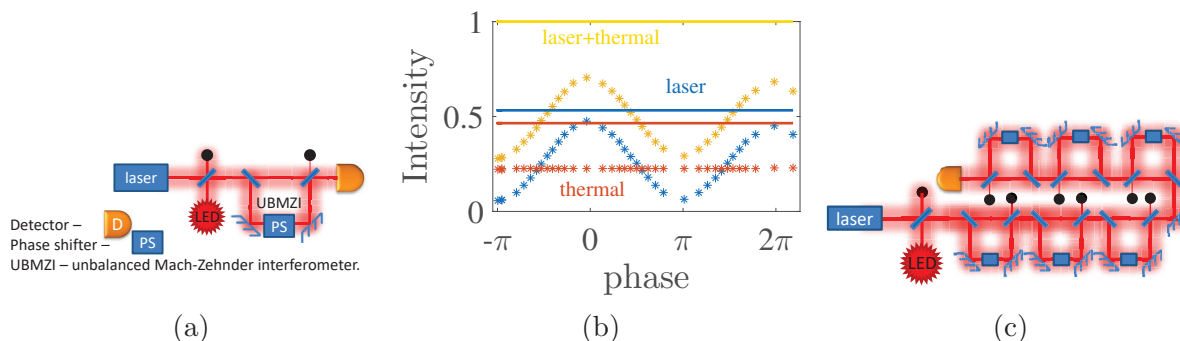 laser
LED
UBMZI
PS
Detector –
D
Phase shifter –
PS
UBMZI – unbalanced Mach-Zehnder interferometer.
(a)
Intensity
1
0.5
0
laser+thermal
laser
thermal
-π
0
π
2π
phase
(b)
laser
LED
(c)